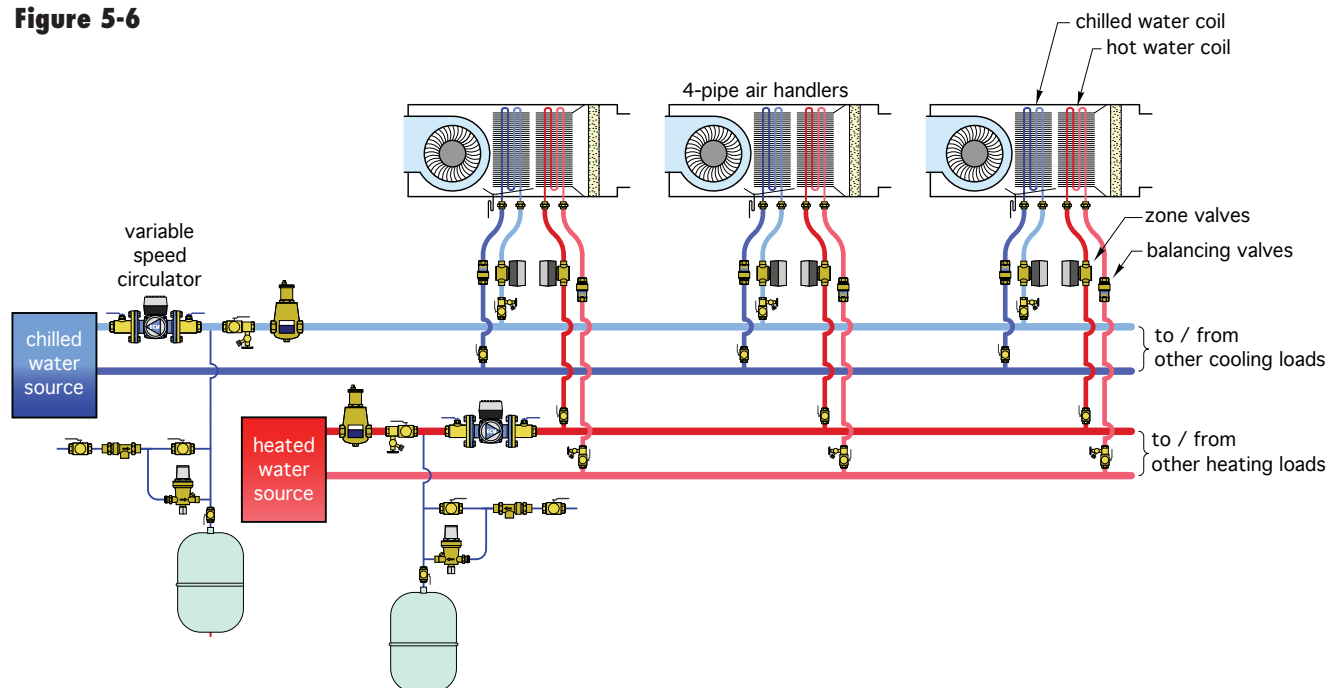 Figure 5-6
chilled water coil
hot water coil
4-pipe air handlers
zone valves
balancing valves
variable
speed
circulator
chilled
water
source
to / from
other cooling loads
heated
water
source
to / from
other heating loads